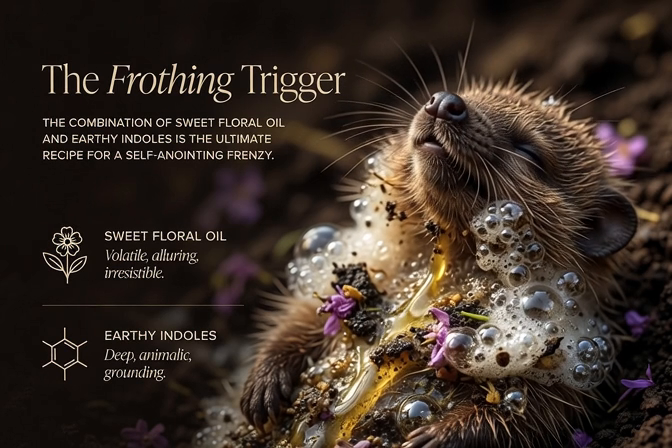 The Frothing Trigger
THE COMBINATION OF SWEET FLORAL OIL
AND EARTHY INDOLES IS THE ULTIMATE
RECIPE FOR A SELF-ANOINTING FRENZY.
SWEET FLORAL OIL
Volatile, alluring,
irresistible.
EARTHY INDOLES
Deep, animalic,
grounding.